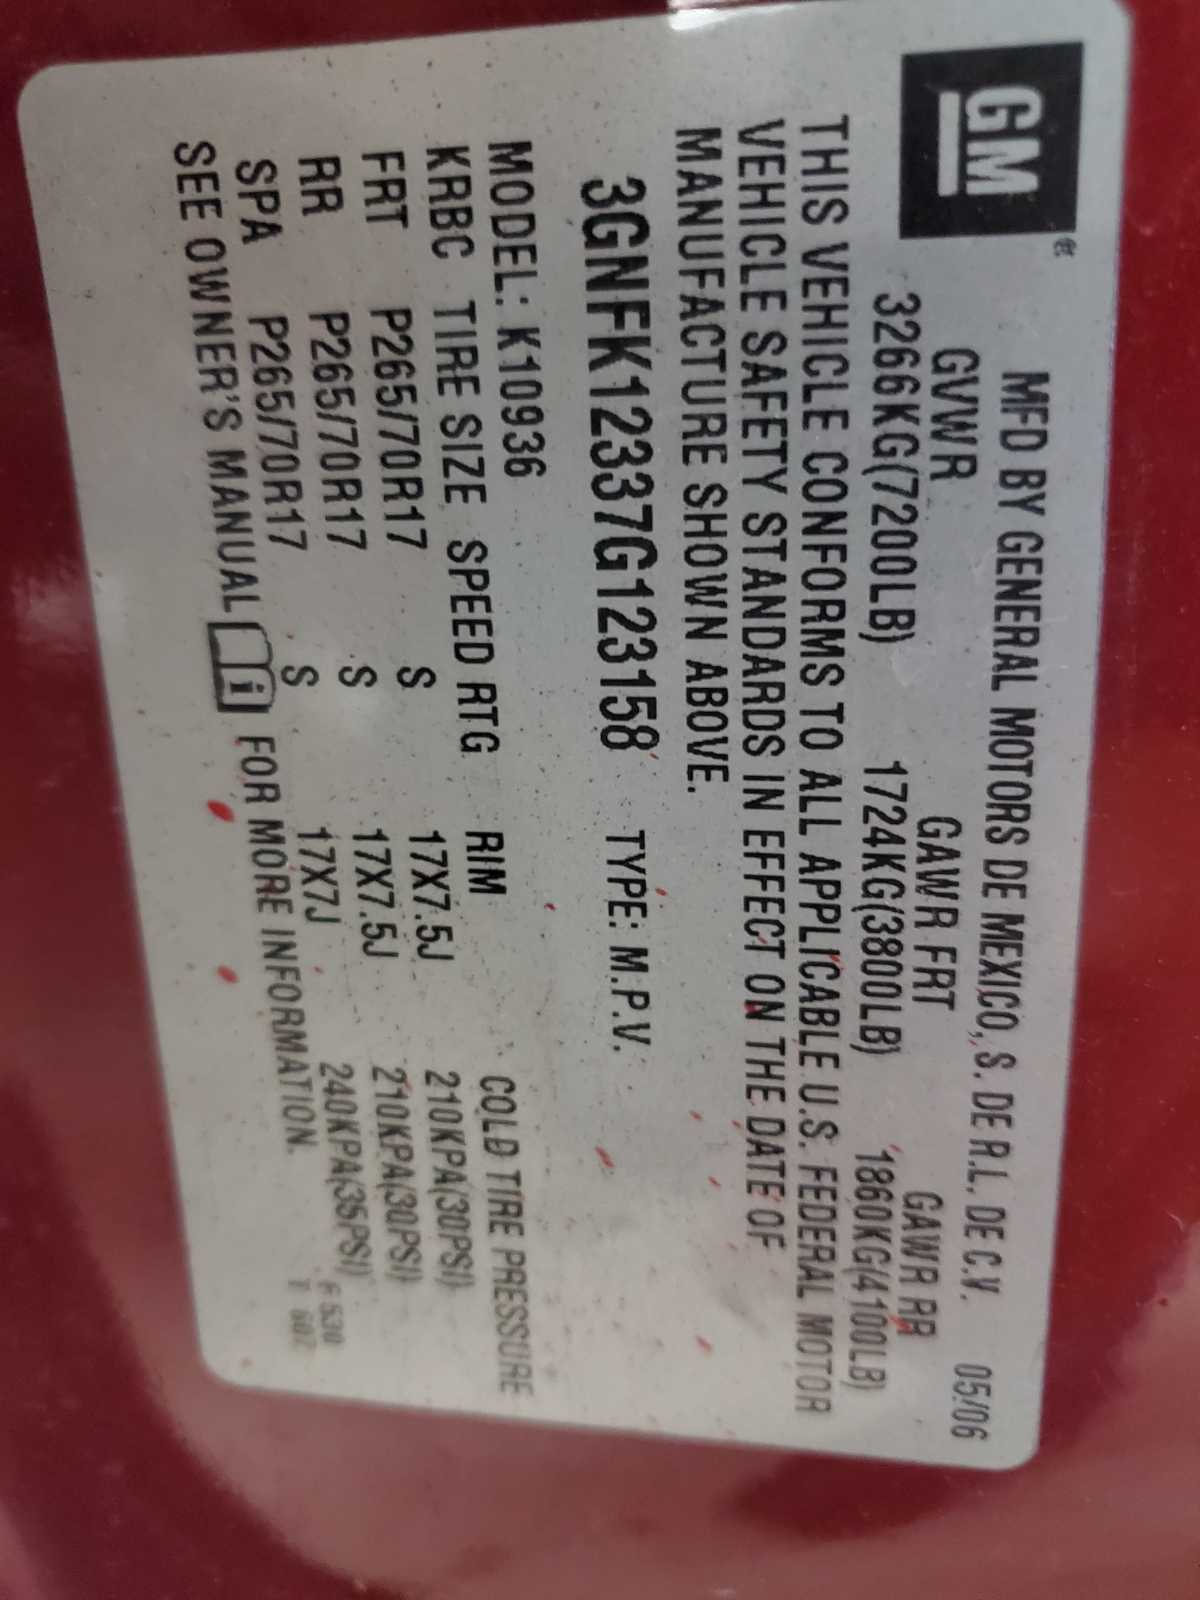 GM
MFD BY GENERAL MOTORS DE MEXICO, S. DE R.L. DE C.V. 05/06
GVWR GAWR FRT GAWR RR
3266KG(7200LB) 1724KG(3800LB) 1860KG(4100LB)
THIS VEHICLE CONFORMS TO ALL APPLICABLE U.S. FEDERAL MOTOR
VEHICLE SAFETY STANDARDS IN EFFECT ON THE DATE OF
MANUFACTURE SHOWN ABOVE.
3GNFK12337G123158 TYPE: M.P.V.
MODEL: K10936
KRBC TIRE SIZE SPEED RTG RIM COLD TIRE PRESSURE
FRT P265/70R17 S 17X7.5J 210KPA(30PSI)
RR P265/70R17 S 17X7.5J 210KPA(30PSI)
SPA P265/70R17 S 17X7J 240KPA(35PSI)
SEE OWNER'S MANUAL i FOR MORE INFORMATION.